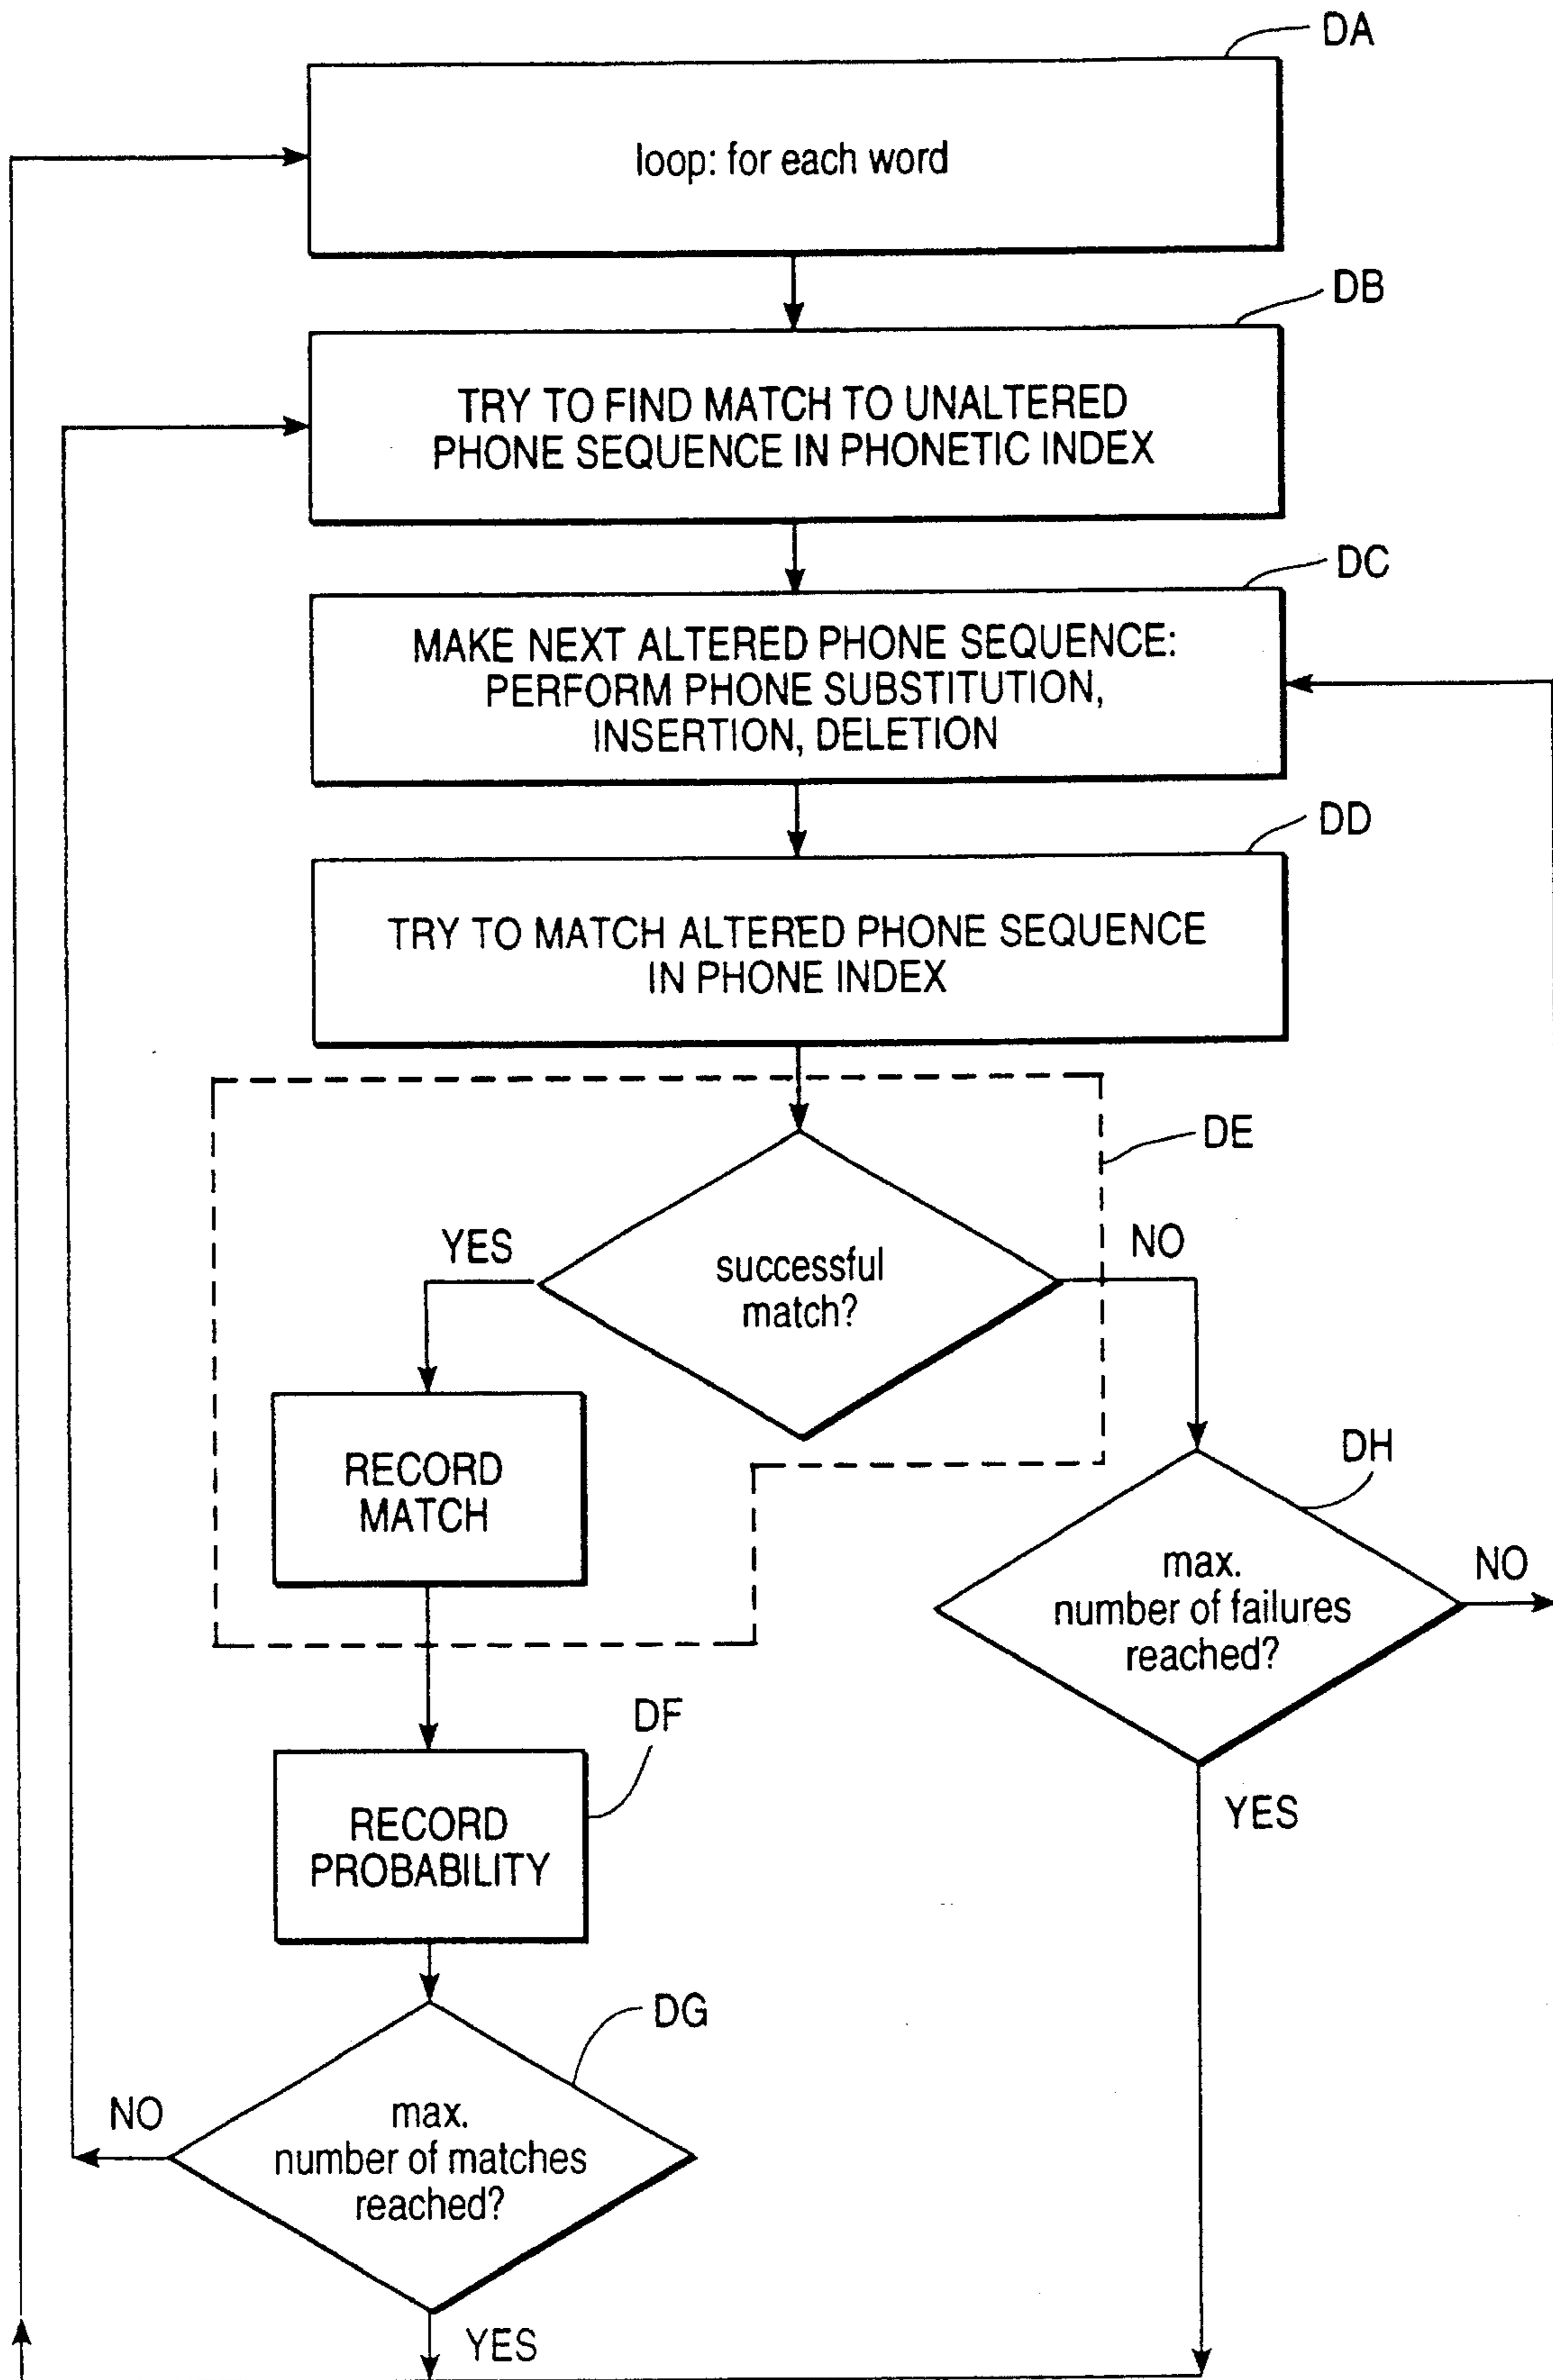 DA
loop: for each word
DB
TRY TO FIND MATCH TO UNALTERED
PHONE SEQUENCE IN PHONETIC INDEX
DC
MAKE NEXT ALTERED PHONE SEQUENCE:
PERFORM PHONE SUBSTITUTION,
INSERTION, DELETION
DD
TRY TO MATCH ALTERED PHONE SEQUENCE
IN PHONE INDEX
DE
YES
NO
successful
match?
RECORD
MATCH
DH
max.
number of failures
reached?
NO
DF
YES
RECORD
PROBABILITY
DG
NO
max.
number of matches
reached?
YES